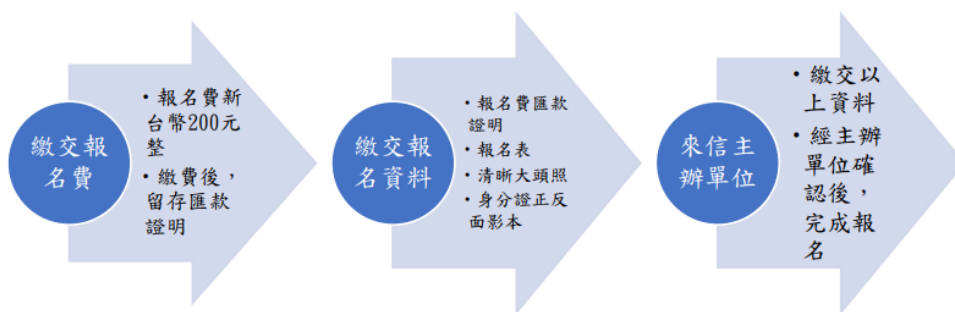 繳交報
名費
•報名費新
台幣200元
整
•繳費後，
留存匯款
證明
繳交報
名資料
•報名費匯款
證明
•報名表
•清晰大頭照
•身分證正反
面影本
來信主
辦單位
•繳交以
上資料
•經主辦
單位確
認後，
完成報
名